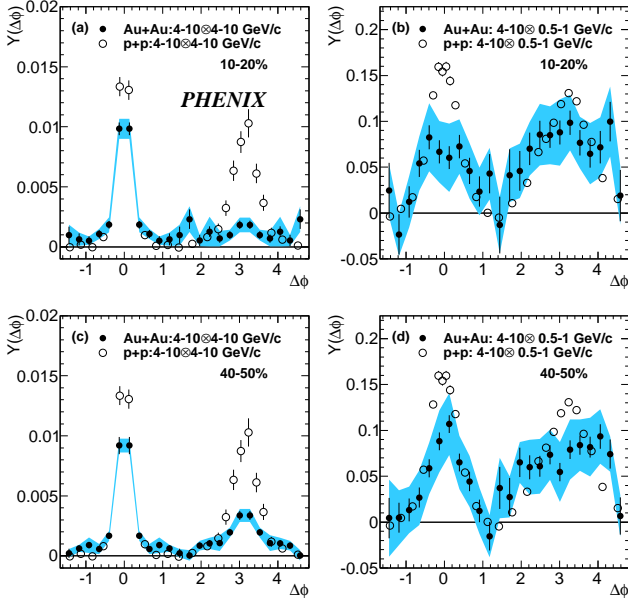 Y(Δϕ)
0.02
0.015
0.01
0.005
0
(a)
Au+Au:4-10⊗4-10 GeV/c
p+p:4-10⊗4-10 GeV/c
10-20%
PHENIX
-1 0 1 2 3 4
Δϕ
Y(Δϕ)
0.2
0.15
0.1
0.05
0
-0.05
(b)
Au+Au: 4-10⊗ 0.5-1 GeV/c
p+p: 4-10⊗ 0.5-1 GeV/c
10-20%
-1 0 1 2 3 4
Δϕ
Y(Δϕ)
0.02
0.015
0.01
0.005
0
(c)
Au+Au:4-10⊗4-10 GeV/c
p+p:4-10⊗4-10 GeV/c
40-50%
-1 0 1 2 3 4
Δϕ
Y(Δϕ)
0.2
0.15
0.1
0.05
0
-0.05
(d)
Au+Au: 4-10⊗ 0.5-1 GeV/c
p+p: 4-10⊗ 0.5-1 GeV/c
40-50%
-1 0 1 2 3 4
Δϕ